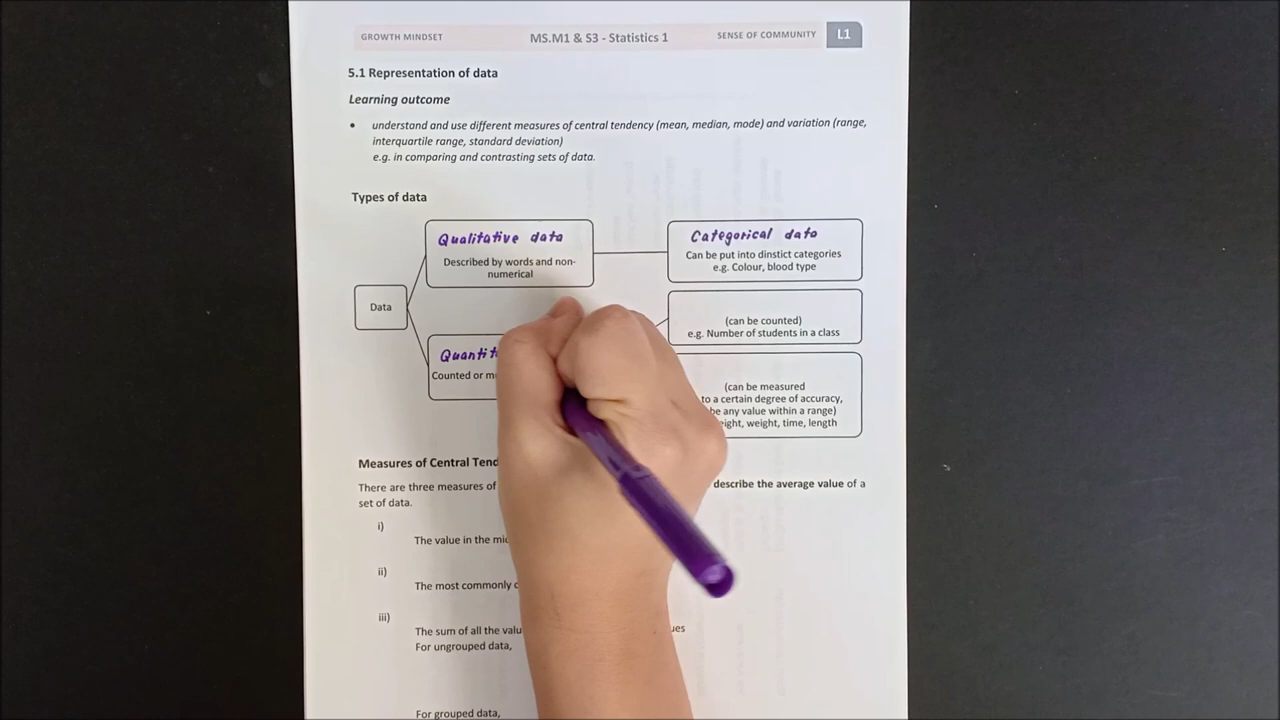 GROWTH MINDSET MS.M1 & S3 - Statistics 1 SENSE OF COMMUNITY L1
5.1 Representation of data
Learning outcome
• understand and use different measures of central tendency (mean, median, mode) and variation (range,
interquartile range, standard deviation)
e.g. in comparing and contrasting sets of data.
Types of data
Qualitative data
Described by words and non-
numerical
Categorical data
Can be put into dinstict categories
e.g. Colour, blood type
Data
(can be counted)
e.g. Number of students in a class
Quantit
Counted or m
(can be measured
to a certain degree of accuracy,
be any value within a range)
eight, weight, time, length
Measures of Central Tend
There are three measures of describe the average value of a
set of data.
i)
The value in the mid
ii)
The most commonly
iii)
The sum of all the valu ues
For ungrouped data,
For grouped data,